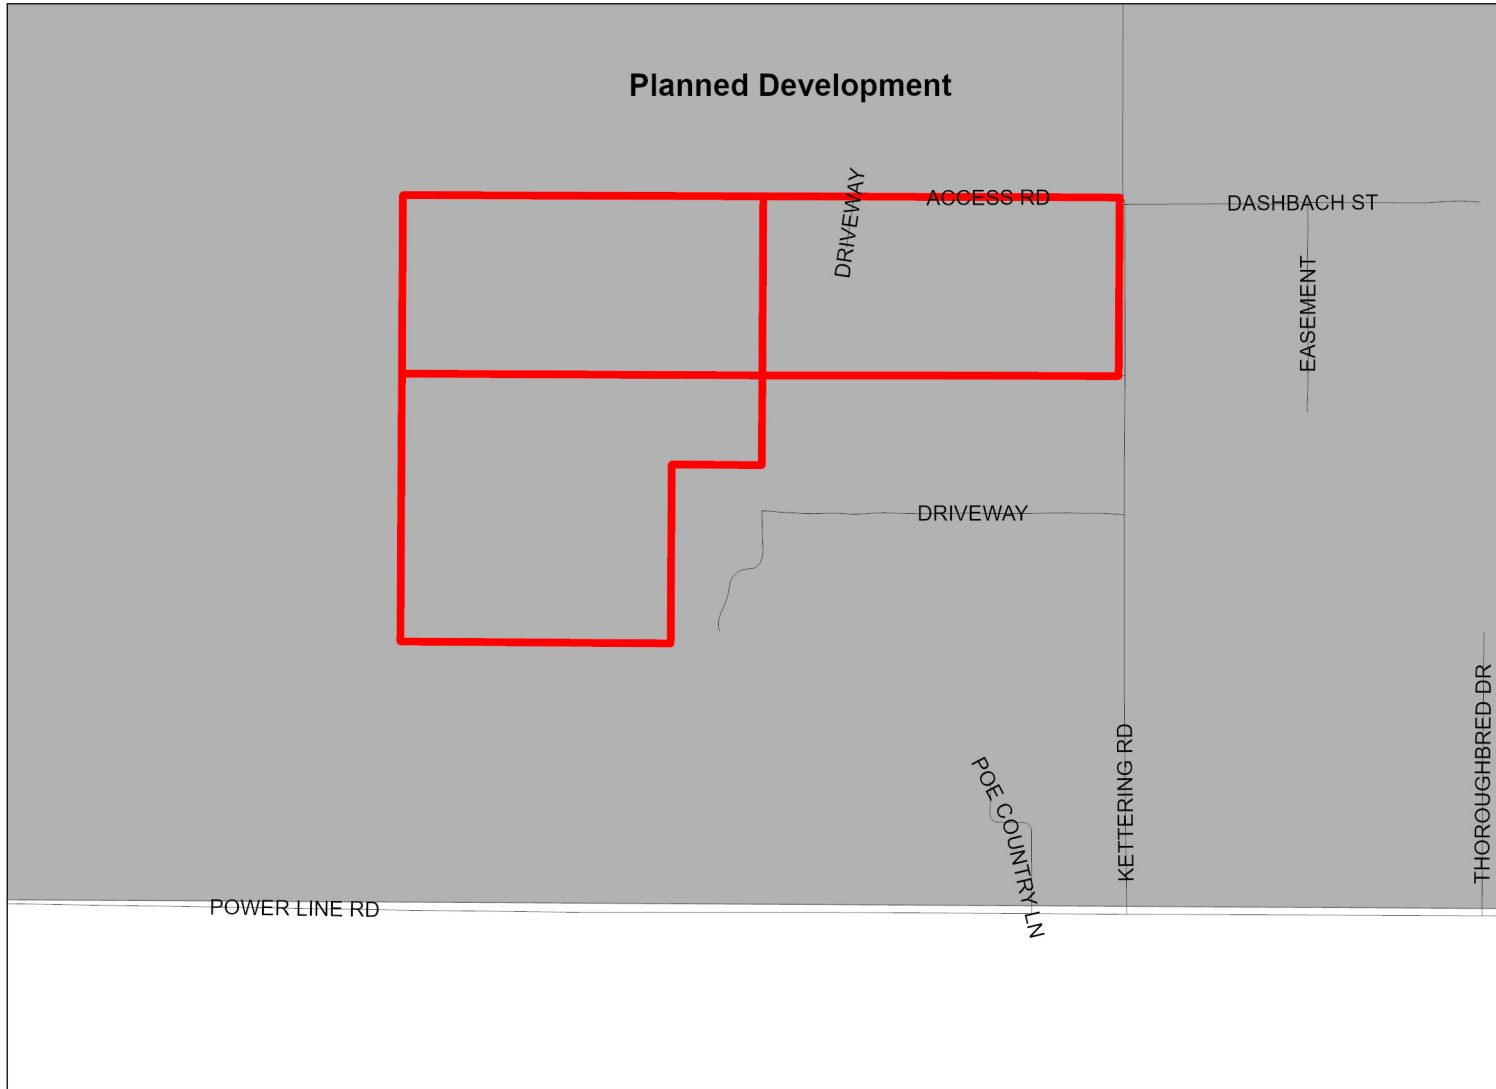 Planned Development
DRIVEWAY
ACCESS RD
DASHBACH ST
EASEMENT
DRIVEWAY
POE COUNTRY LN
KETTERING RD
THOROUGHBRED DR
POWER LINE RD